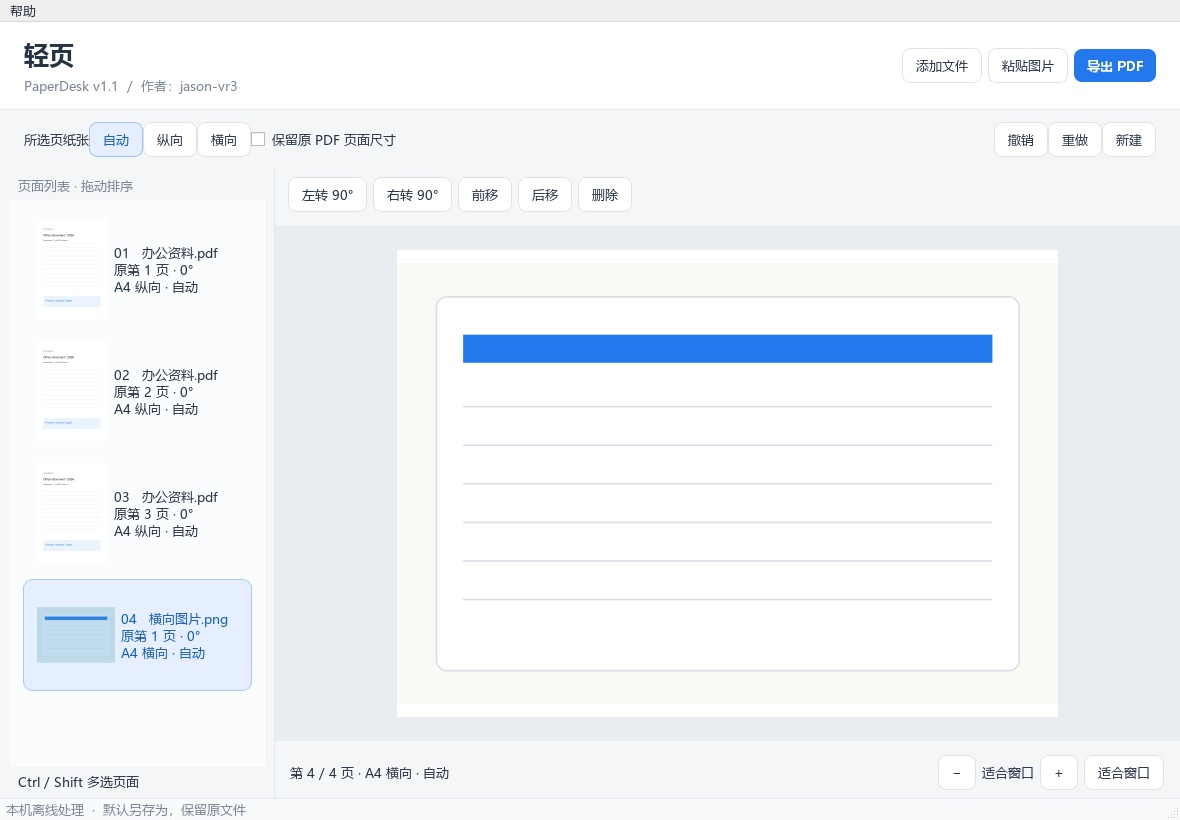 帮助
轻页
PaperDesk v1.1 / 作者：jason-vr3
添加文件
粘贴图片
导出 PDF
所选页纸张
自动
纵向
横向
保留原 PDF 页面尺寸
撤销
重做
新建
页面列表 · 拖动排序
左转 90°
右转 90°
前移
后移
删除
01 办公资料.pdf
原第 1 页 · 0°
A4 纵向 · 自动
02 办公资料.pdf
原第 2 页 · 0°
A4 纵向 · 自动
03 办公资料.pdf
原第 3 页 · 0°
A4 纵向 · 自动
04 横向图片.png
原第 1 页 · 0°
A4 横向 · 自动
Ctrl / Shift 多选页面
第 4 / 4 页 · A4 横向 · 自动
−
适合窗口
+
适合窗口
本机离线处理 · 默认另存为，保留原文件